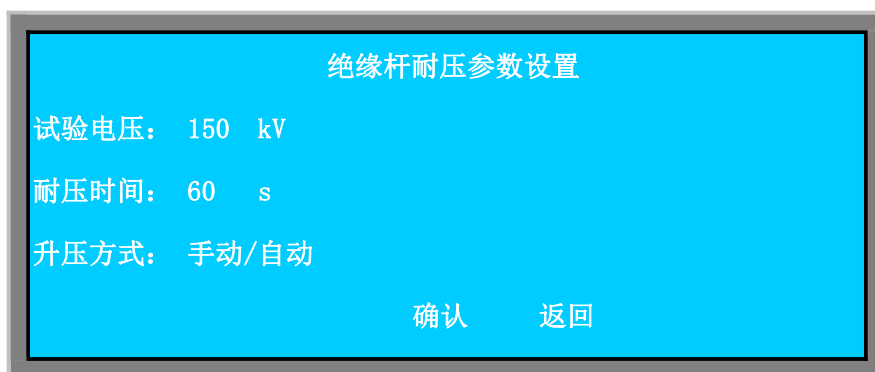 绝缘杆耐压参数设置
试验电压： 150 kV
耐压时间： 60 s
升压方式： 手动/自动
确认 返回